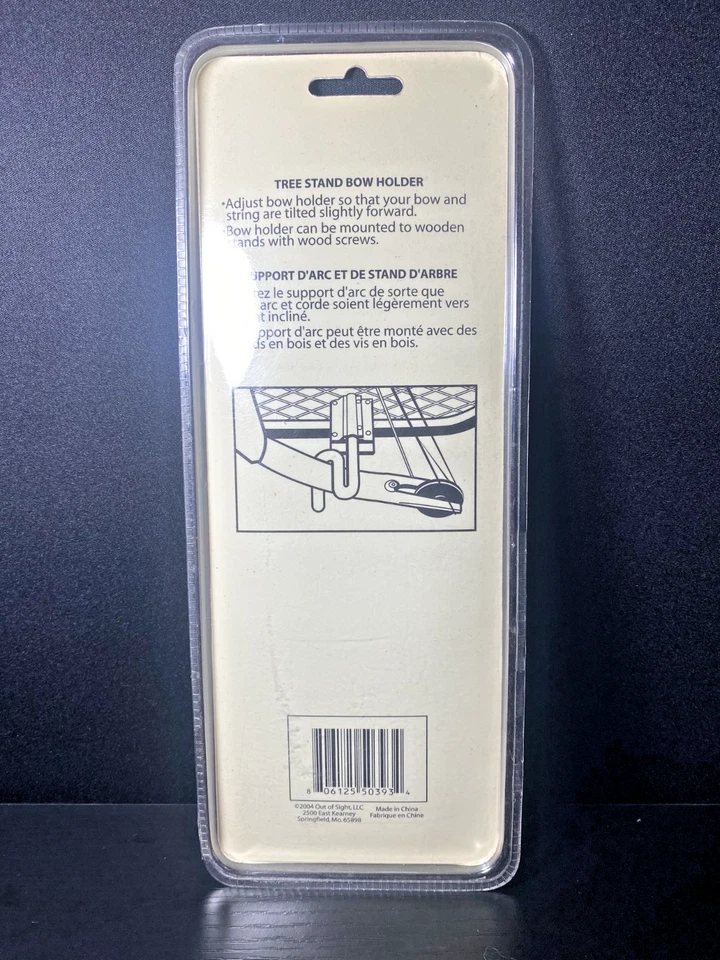 TREE STAND BOW HOLDER
•Adjust bow holder so that your bow and
string are tilted slightly forward.
•Bow holder can be mounted to wooden
stands with wood screws.
D'ARC ET DE STAND D'ARBRE
le support d'arc de sorte que
arc et corde soient légèrement vers
incliné.
d'arc peut être monté avec des
en bois et des vis en bois.
8 06125 50393 4
©2004 Out of Sight, LLC Made in China
2500 East Kearney Fabrique en Chine
Springfield, Mo. 65898